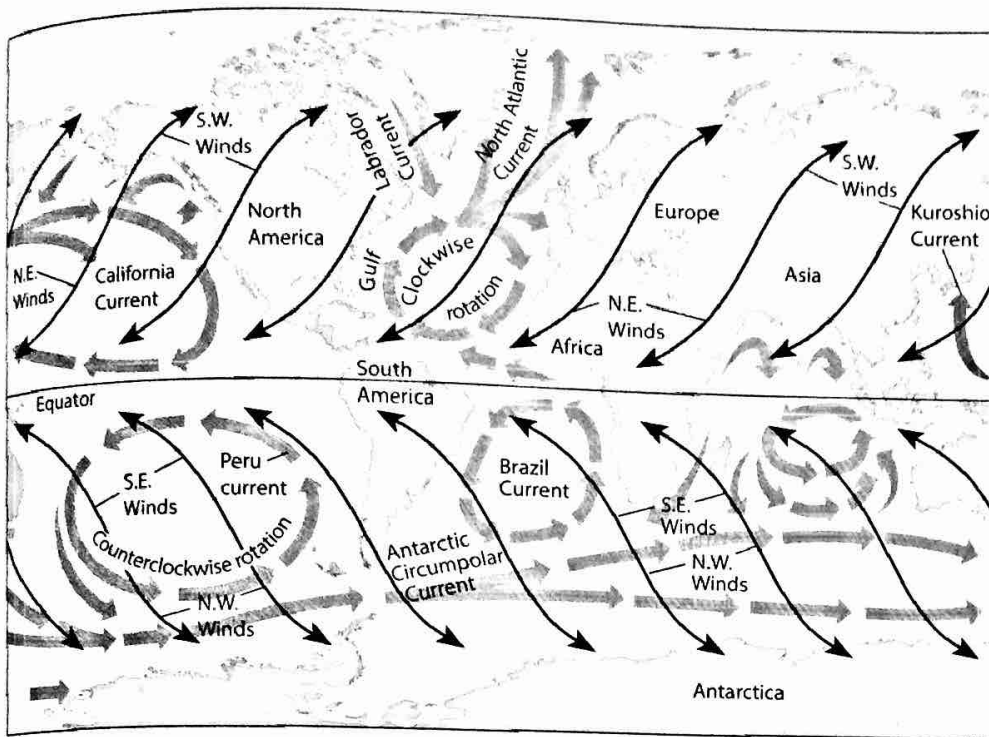 S.W.
Winds
Labrador
Current
North Atlantic
Current
North
America
Gulf
Clockwise
rotation
Europe
S.W.
Winds
Kuroshio
Current
N.E.
Winds
California
Current
Asia
N.E.
Winds
Africa
South
America
Equator
Peru
current
S.E.
Winds
Counterclockwise rotation
Brazil
Current
S.E.
Winds
Antarctic
Circumpolar
Current
N.W.
Winds
N.W.
Winds
Antarctica